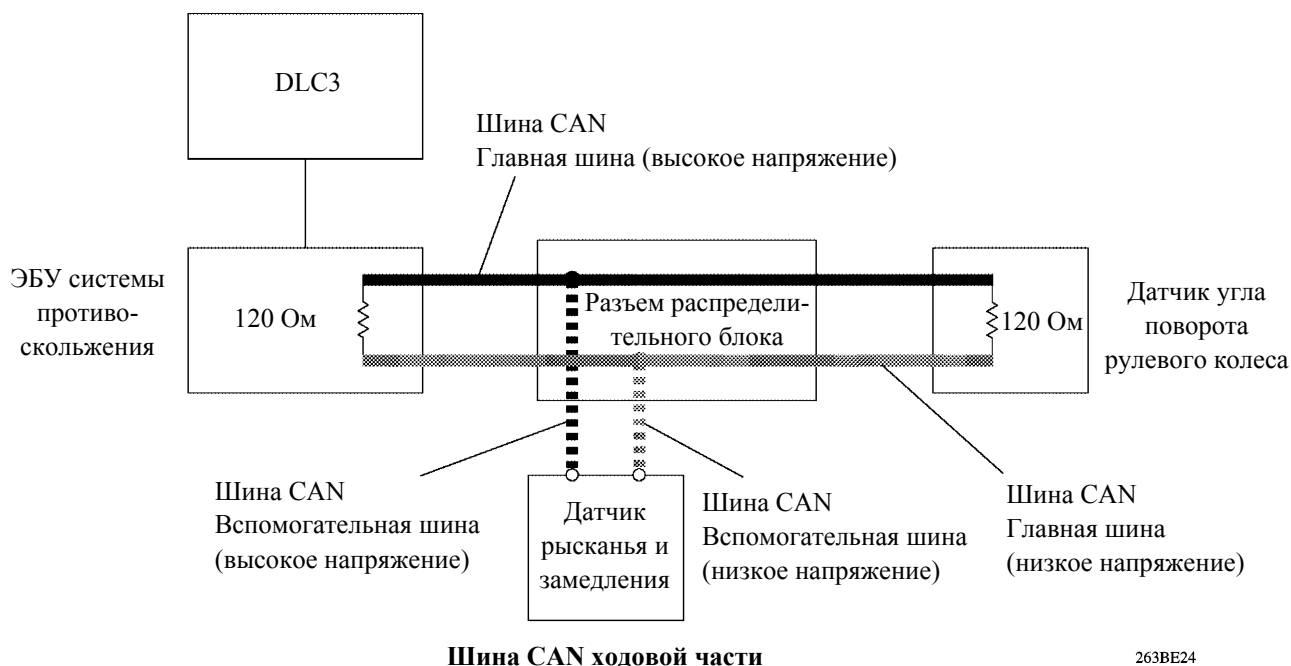 DLC3
Шина CAN
Главная шина (высокое напряжение)
ЭБУ системы
противо-
скольжения
120 Ом
Разъем распредели-
тельного блока
120 Ом
Датчик угла
поворота
рулевого колеса
Шина CAN
Вспомогательная шина
(высокое напряжение)
Датчик
рысканья и
замедления
Шина CAN
Вспомогательная шина
(низкое напряжение)
Шина CAN
Главная шина
(низкое напряжение)
Шина CAN ходовой части
263BE24